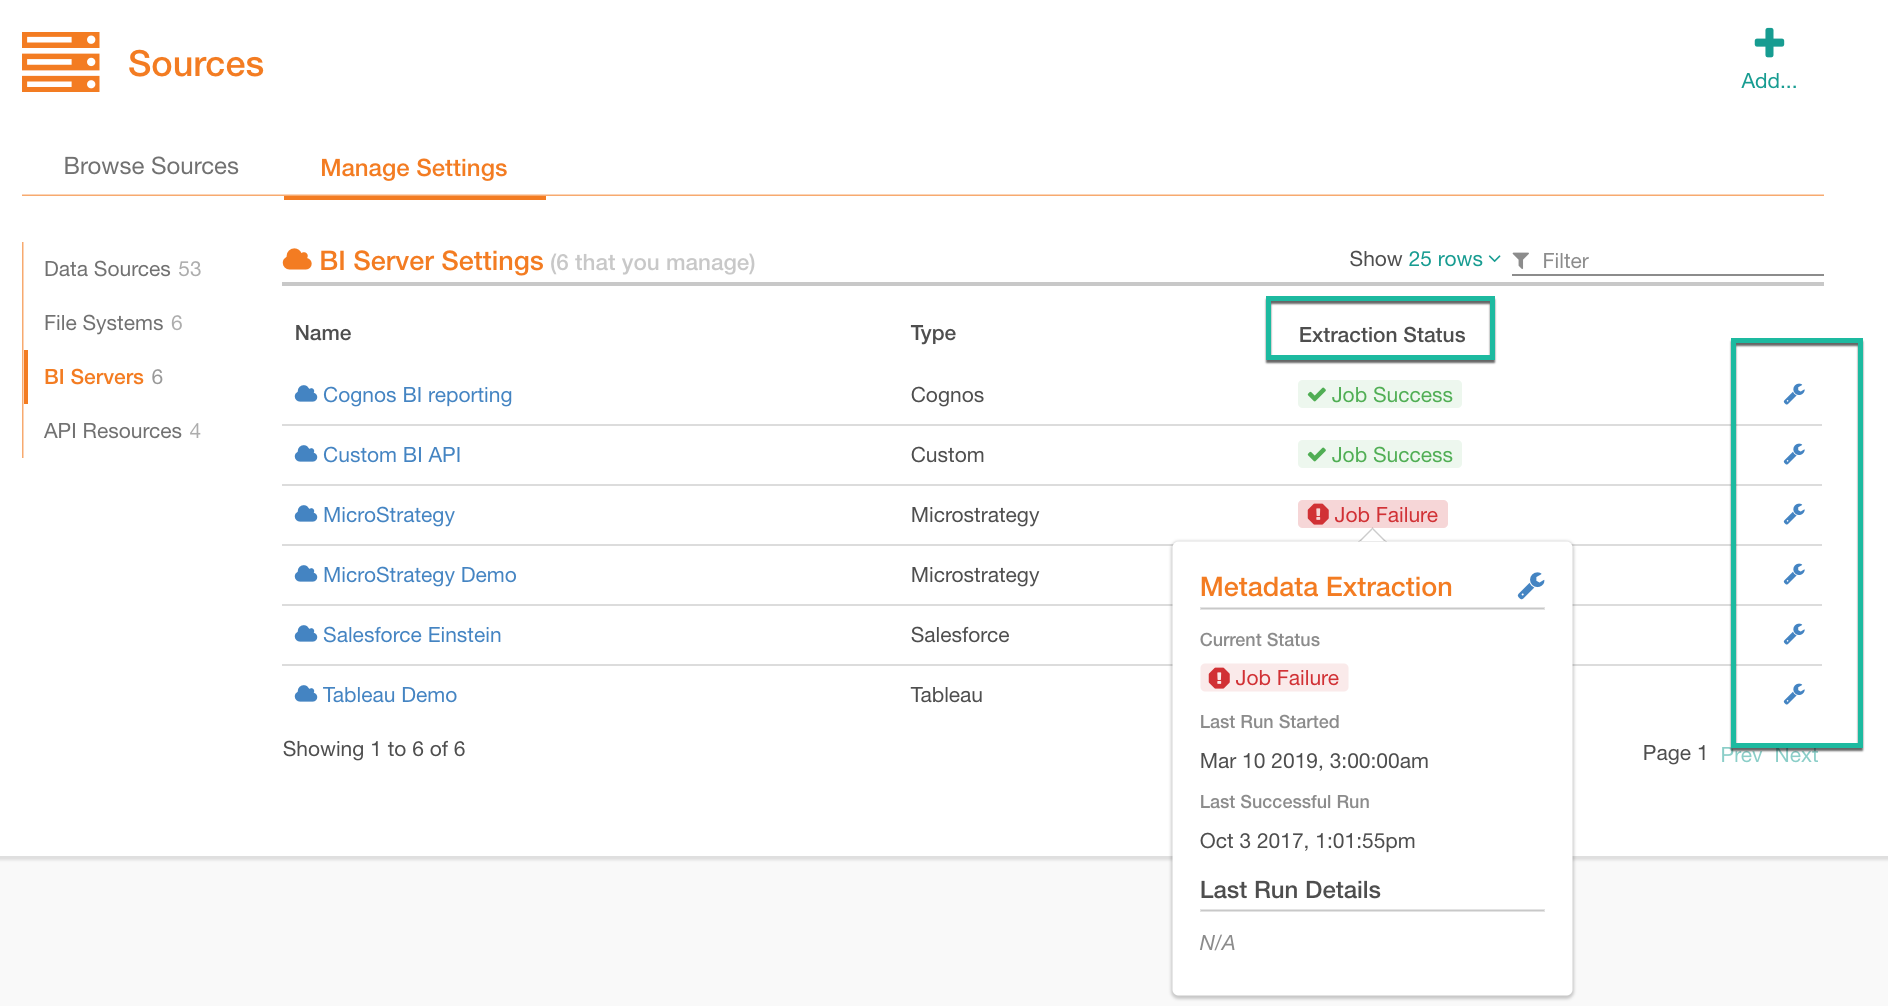 Sources
Add...
Browse Sources
Manage Settings
Data Sources 53
File Systems 6
BI Servers 6
API Resources 4
BI Server Settings (6 that you manage)
Show 25 rows
Filter
Name Type Extraction Status
Cognos BI reporting Cognos Job Success
Custom BI API Custom Job Success
MicroStrategy Microstrategy Job Failure
MicroStrategy Demo Microstrategy
Salesforce Einstein Salesforce
Tableau Demo Tableau
Showing 1 to 6 of 6
Page 1 Prev Next
Metadata Extraction
Current Status
Job Failure
Last Run Started
Mar 10 2019, 3:00:00am
Last Successful Run
Oct 3 2017, 1:01:55pm
Last Run Details
N/A